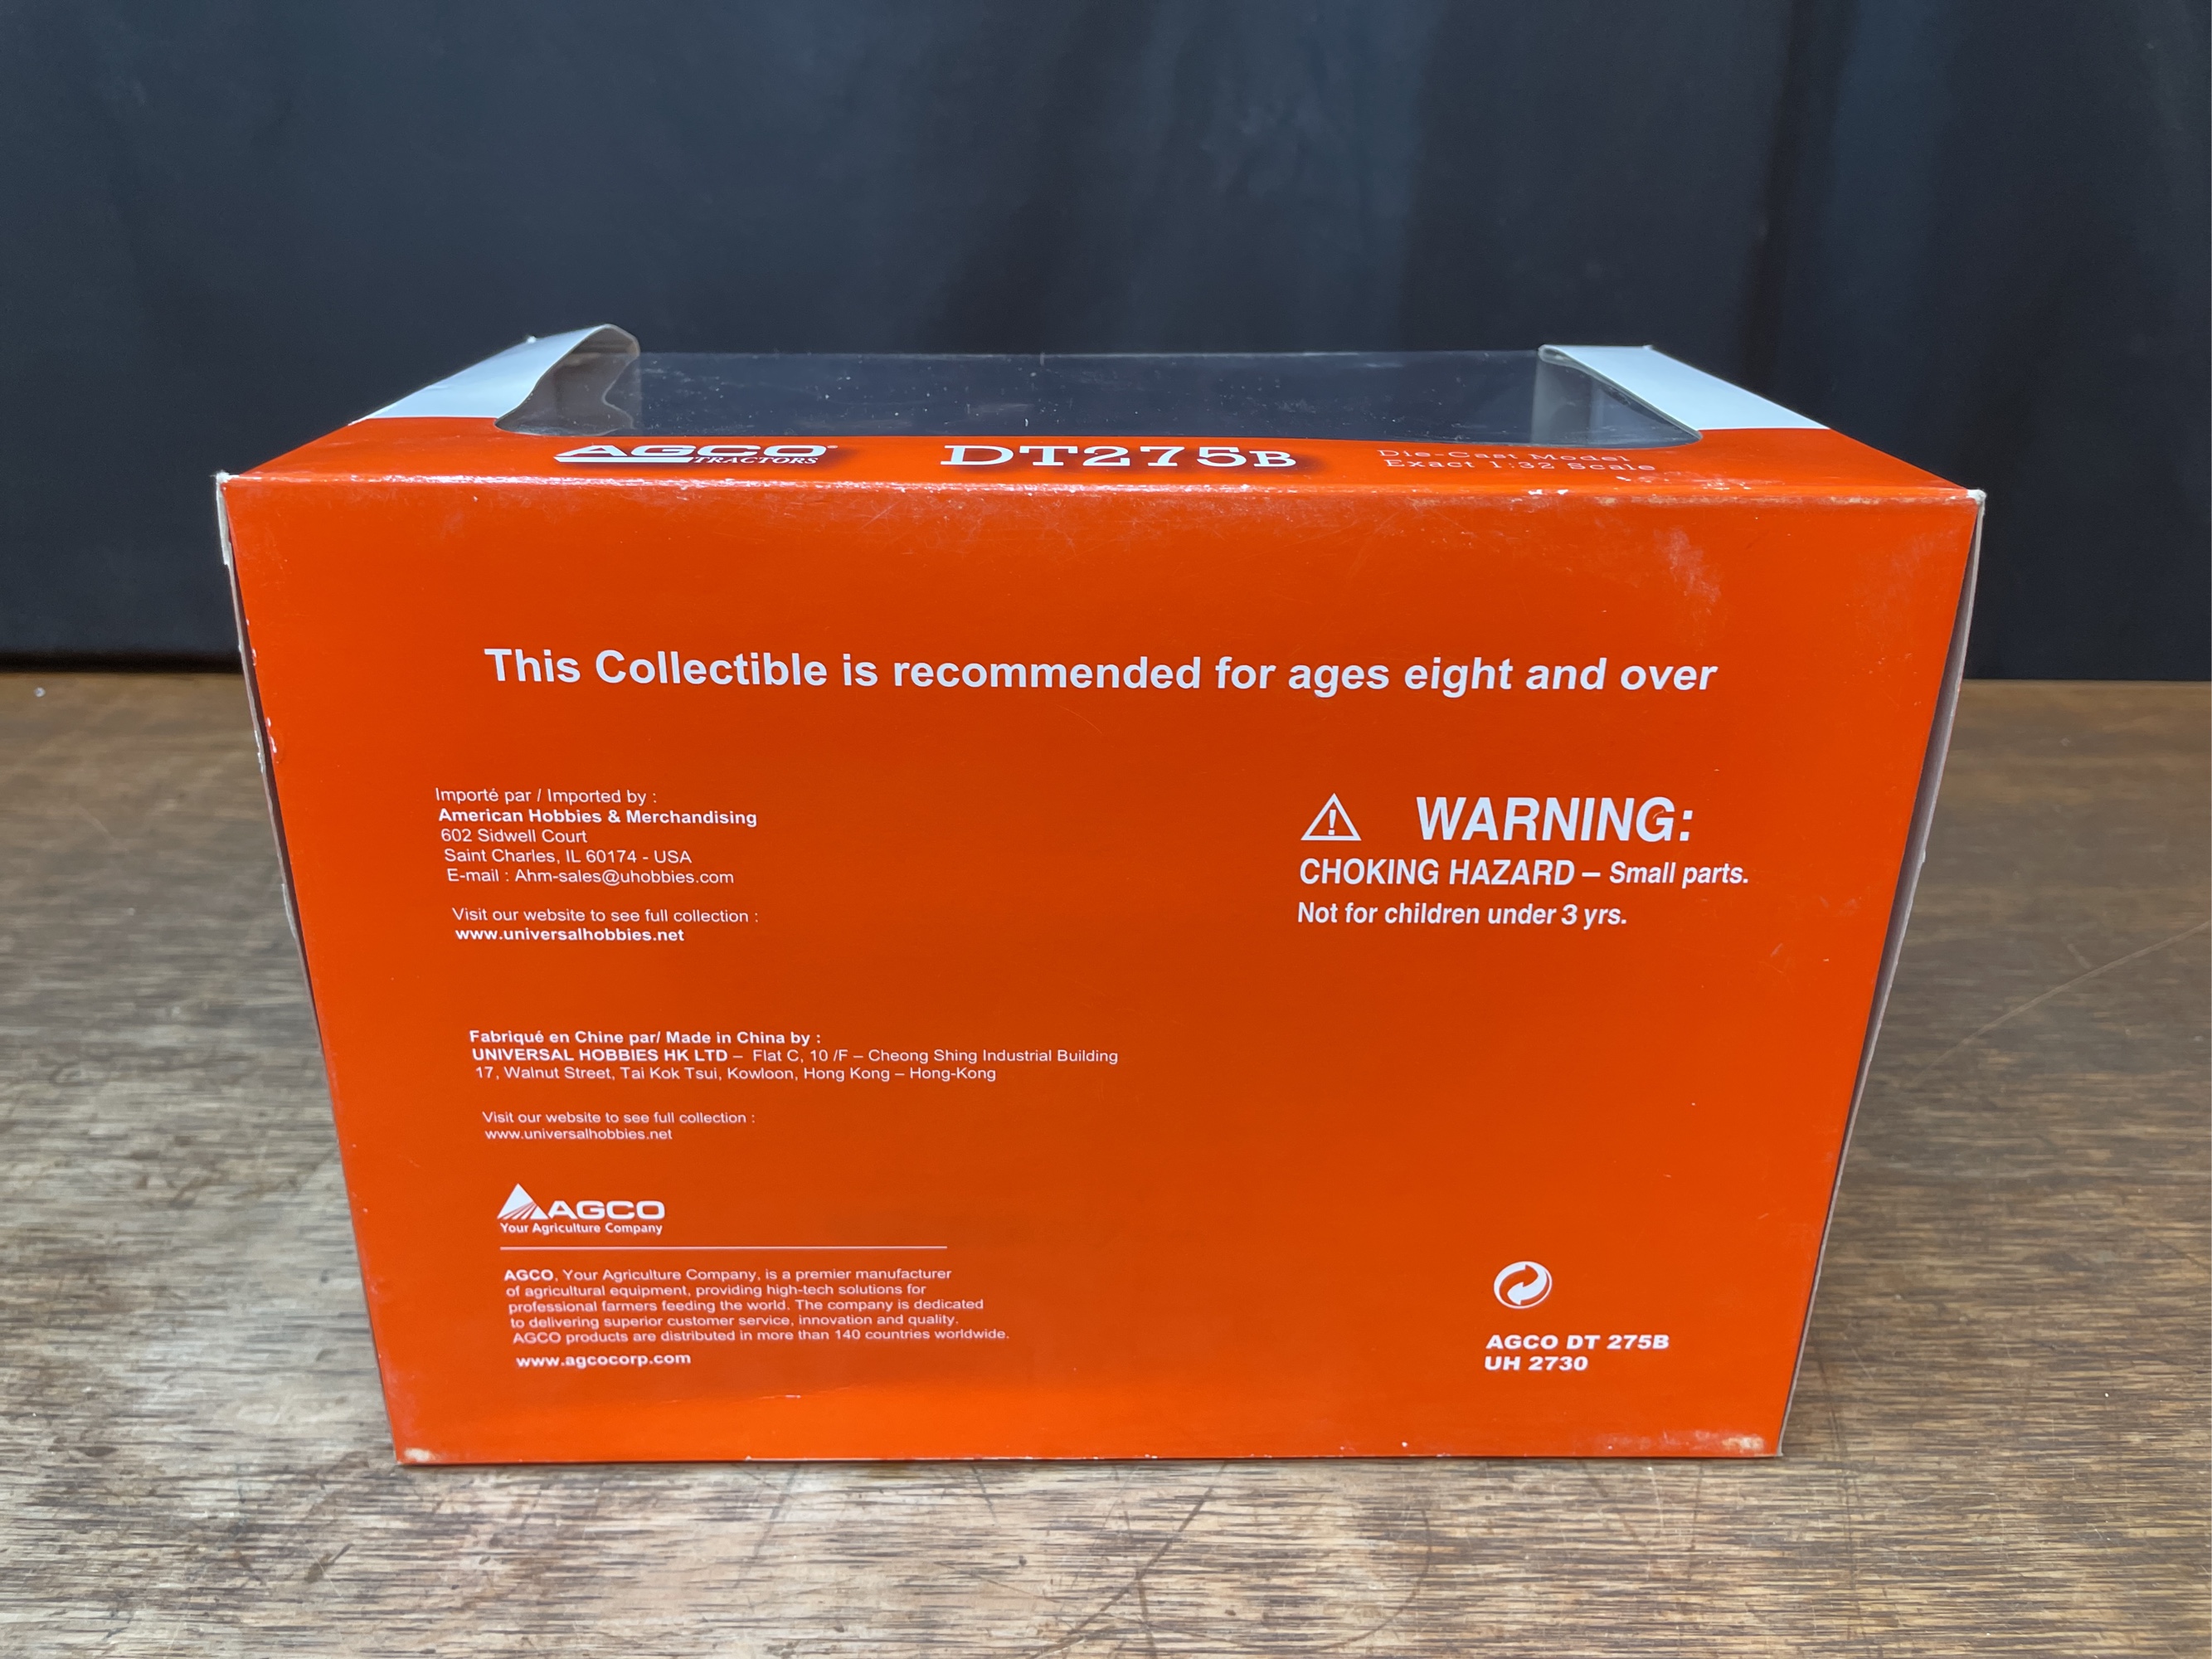 AGCO®
TRACTORS
DT275B
Die-Cast Model
Exact 1:32 Scale
This Collectible is recommended for ages eight and over
Importé par / Imported by :
American Hobbies & Merchandising
602 Sidwell Court
Saint Charles, IL 60174 - USA
E-mail : Ahm-sales@uhobbies.com
Visit our website to see full collection :
www.universalhobbies.net
WARNING:
CHOKING HAZARD – Small parts.
Not for children under 3 yrs.
Fabriqué en Chine par/ Made in China by :
UNIVERSAL HOBBIES HK LTD – Flat C, 10 /F – Cheong Shing Industrial Building
17, Walnut Street, Tai Kok Tsui, Kowloon, Hong Kong – Hong-Kong
Visit our website to see full collection :
www.universalhobbies.net
AGCO
Your Agriculture Company
AGCO, Your Agriculture Company, is a premier manufacturer
of agricultural equipment, providing high-tech solutions for
professional farmers feeding the world. The company is dedicated
to delivering superior customer service, innovation and quality.
AGCO products are distributed in more than 140 countries worldwide.
www.agcocorp.com
AGCO DT 275B
UH 2730